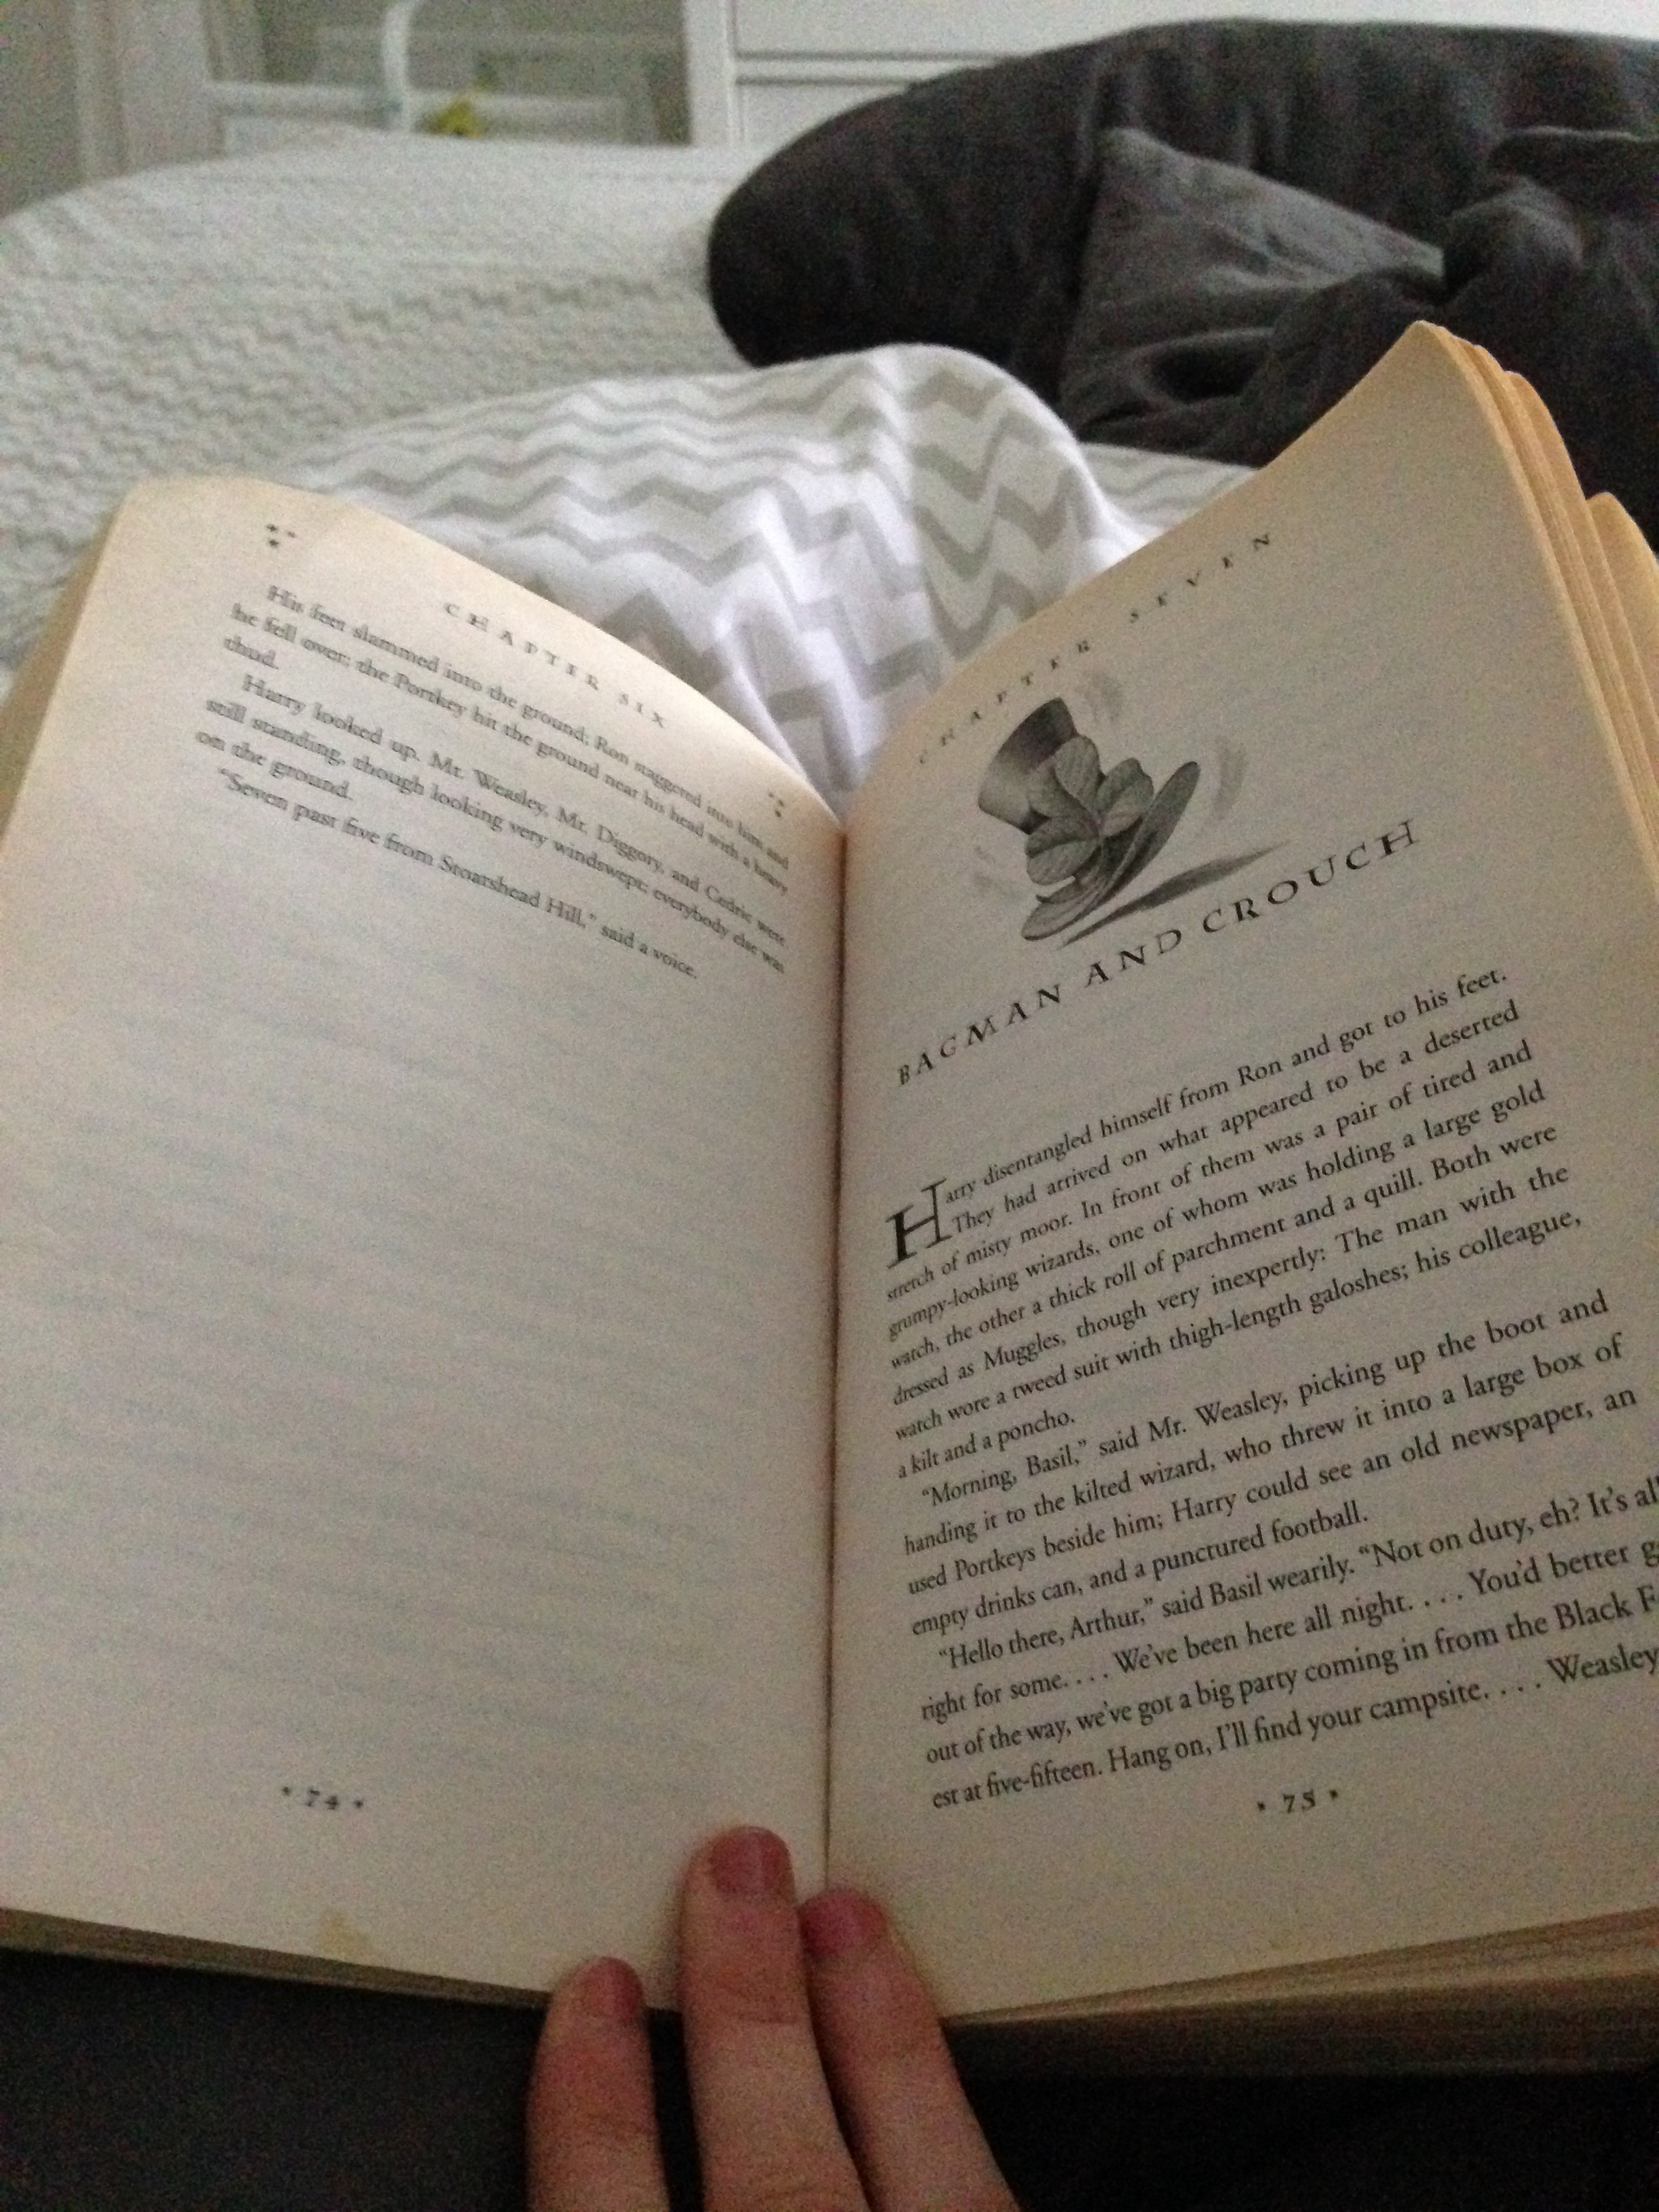 CHAPTER SIX
His feet slammed into the ground; Ron staggered into him and
he fell over; the Portkey hit the ground near his head with a heavy
thud.
Harry looked up. Mr. Weasley, Mr. Diggory, and Cedric were
still standing, though looking very windswept; everybody else was
on the ground.
“Seven past five from Stoatshead Hill,” said a voice.
* 74 *
CHAPTER SEVEN
BAGMAN AND CROUCH
Harry disentangled himself from Ron and got to his feet.
They had arrived on what appeared to be a deserted
stretch of misty moor. In front of them was a pair of tired and
grumpy-looking wizards, one of whom was holding a large gold
watch, the other a thick roll of parchment and a quill. Both were
dressed as Muggles, though very inexpertly: The man with the
watch wore a tweed suit with thigh-length galoshes; his colleague,
a kilt and a poncho.
“Morning, Basil,” said Mr. Weasley, picking up the boot and
handing it to the kilted wizard, who threw it into a large box of
used Portkeys beside him; Harry could see an old newspaper, an
empty drinks can, and a punctured football.
“Hello there, Arthur,” said Basil wearily. “Not on duty, eh? It’s al
right for some. . . . We’ve been here all night. . . . You’d better g
out of the way, we’ve got a big party coming in from the Black F
est at five-fifteen. Hang on, I’ll find your campsite. . . . Weasley
* 75 *